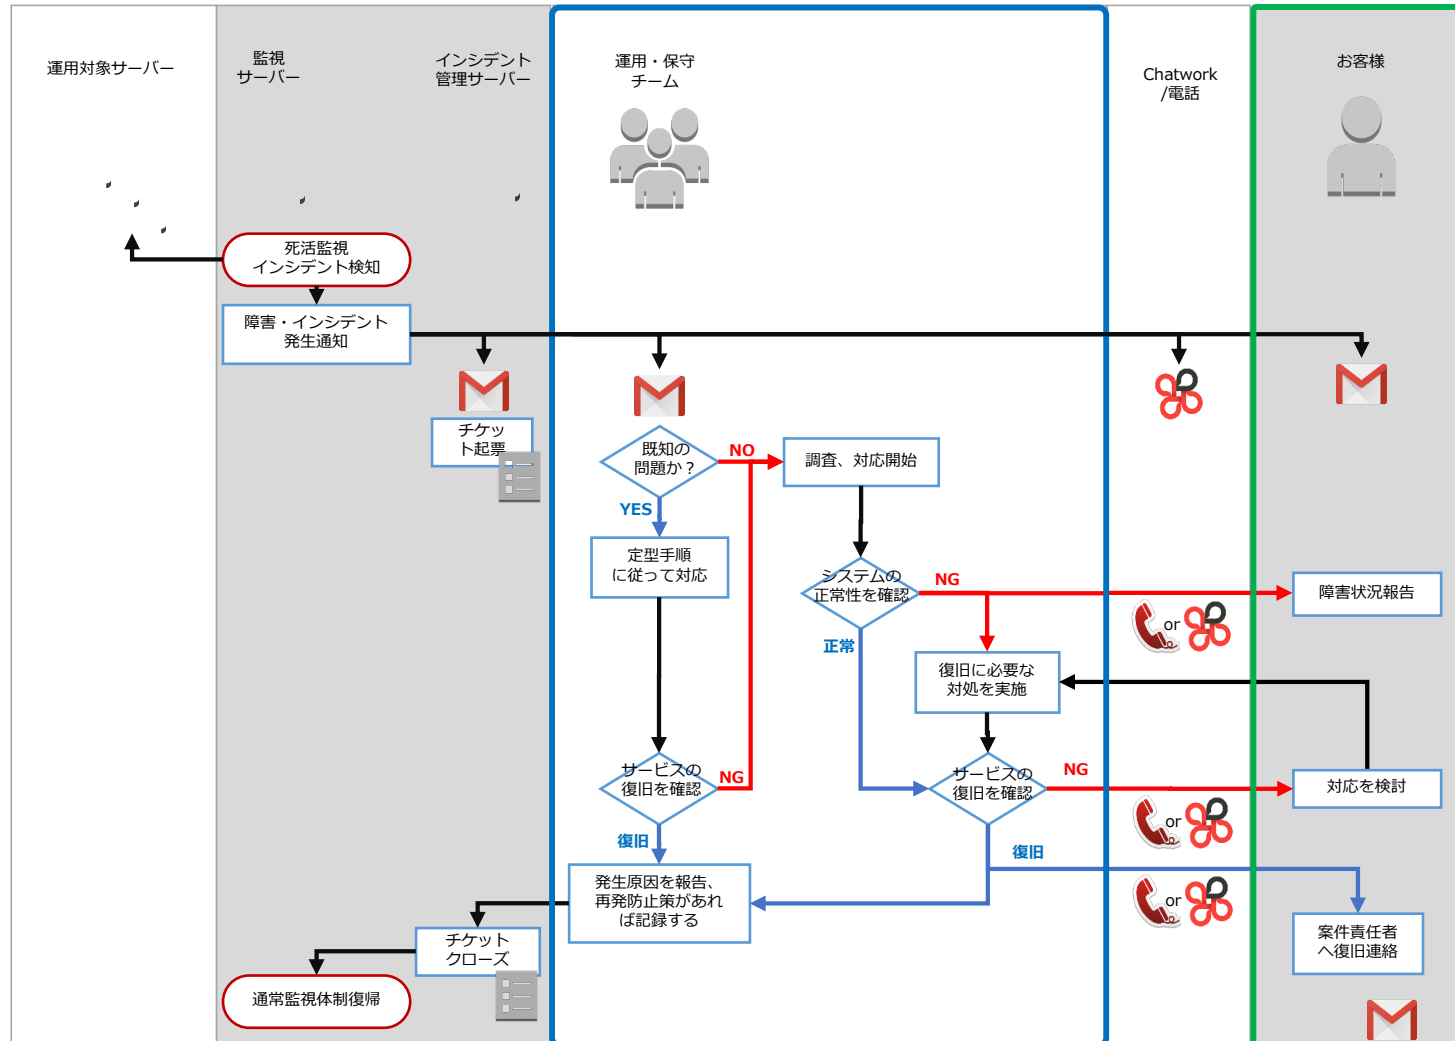 運用対象サーバー
監視
サーバー
インシデント
管理サーバー
運用・保守
チーム
Chatwork
/電話
お客様
死活監視
インシデント検知
障害・インシデント
発生通知
チケッ
ト起票
既知の
問題か？
NO
調査、対応開始
YES
定型手順
に従って対応
システムの
正常性を確認
NG
障害状況報告
or
正常
復旧に必要な
対処を実施
サービスの
復旧を確認
NG
サービスの
復旧を確認
NG
対応を検討
or
復旧
復旧
発生原因を報告、
再発防止策があれ
ば記録する
or
案件責任者
へ復旧連絡
チケット
クローズ
通常監視体制復帰